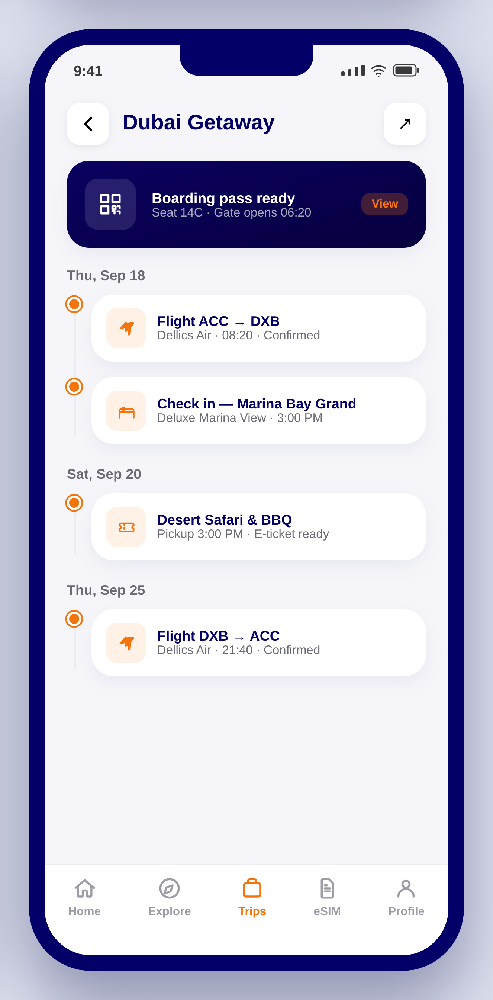 9:41
Dubai Getaway
Boarding pass ready
Seat 14C · Gate opens 06:20
View
Thu, Sep 18
Flight ACC → DXB
Dellics Air · 08:20 · Confirmed
Check in — Marina Bay Grand
Deluxe Marina View · 3:00 PM
Sat, Sep 20
Desert Safari & BBQ
Pickup 3:00 PM · E-ticket ready
Thu, Sep 25
Flight DXB → ACC
Dellics Air · 21:40 · Confirmed
Home
Explore
Trips
eSIM
Profile